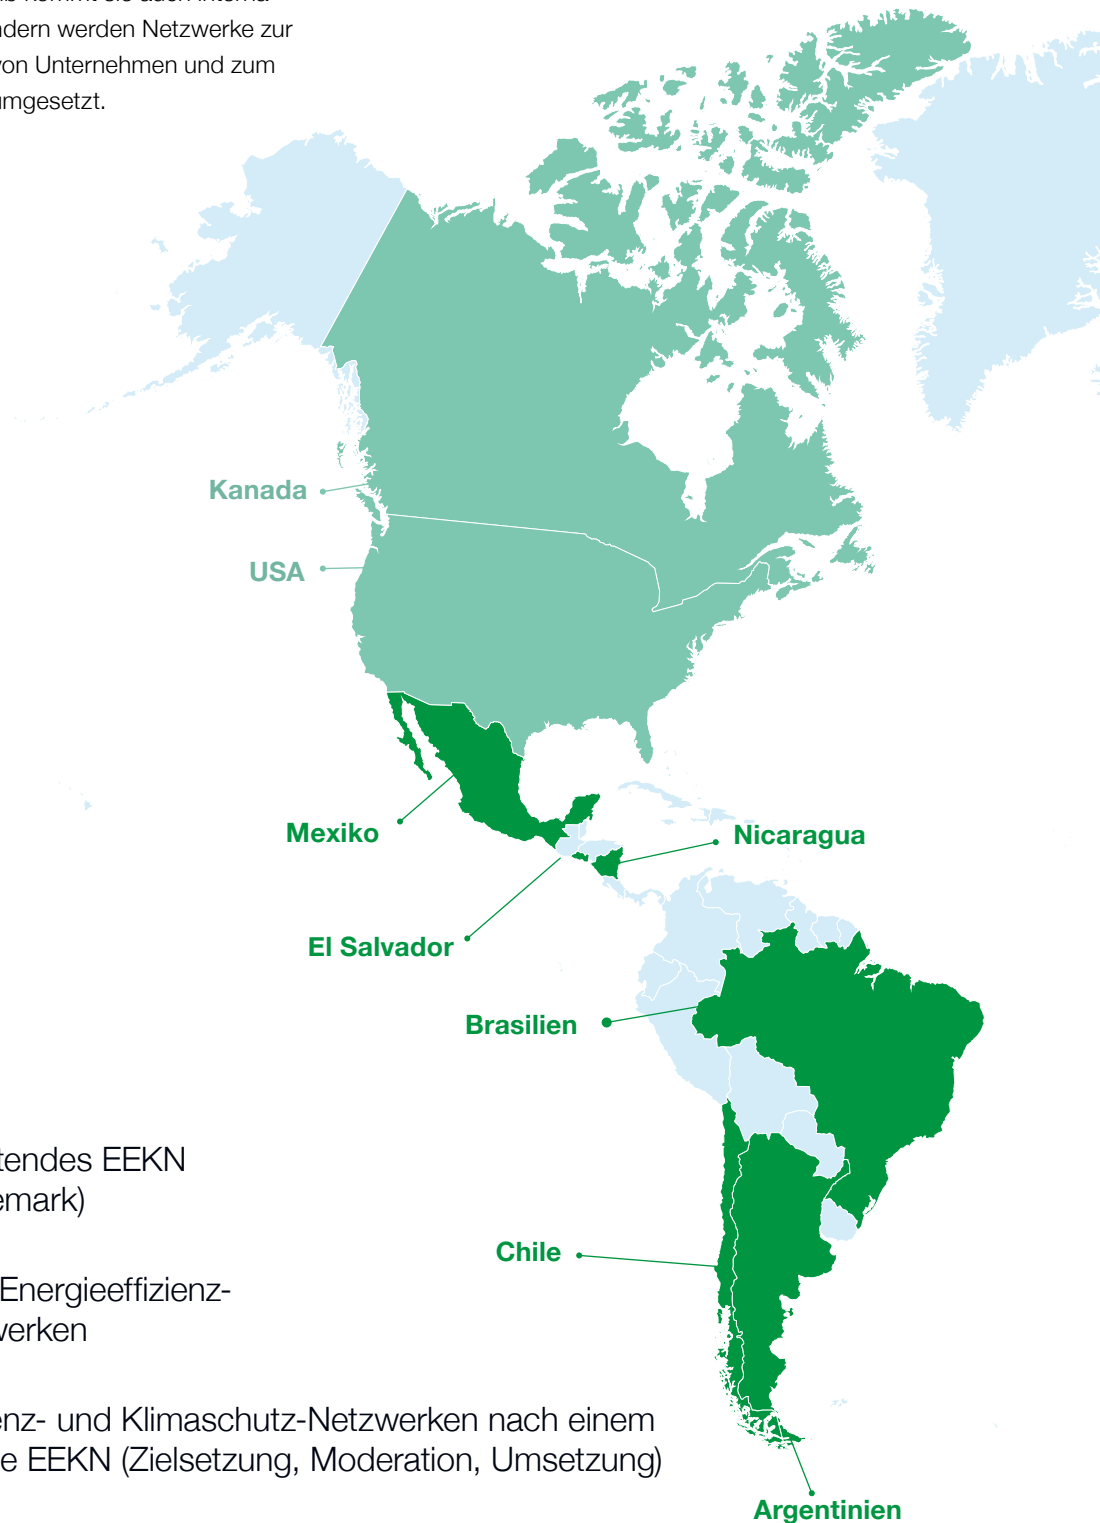 ndern werden Netzwerke zur
von Unternehmen und zum
umgesetzt.
Kanada
USA
Mexiko
Nicaragua
El Salvador
Brasilien
tendes EEKN
emark)
Chile
Energieeffizienz-
werken
enz- und Klimaschutz-Netzwerken nach einem
e EEKN (Zielsetzung, Moderation, Umsetzung)
Argentinien